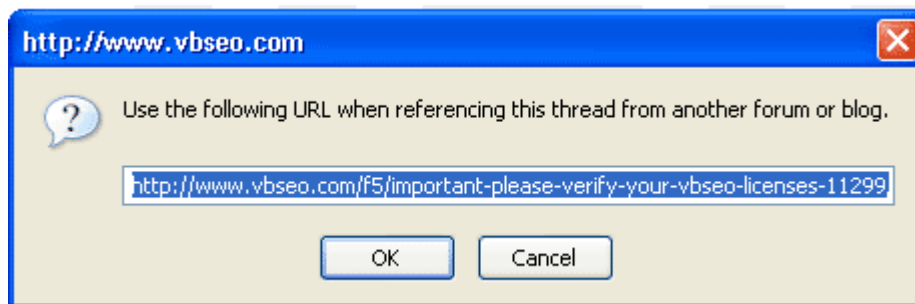 http://www.vbseo.com
Use the following URL when referencing this thread from another forum or blog.
http://www.vbseo.com/f5/important-please-verify-your-vbseo-licenses-11299
OK
Cancel